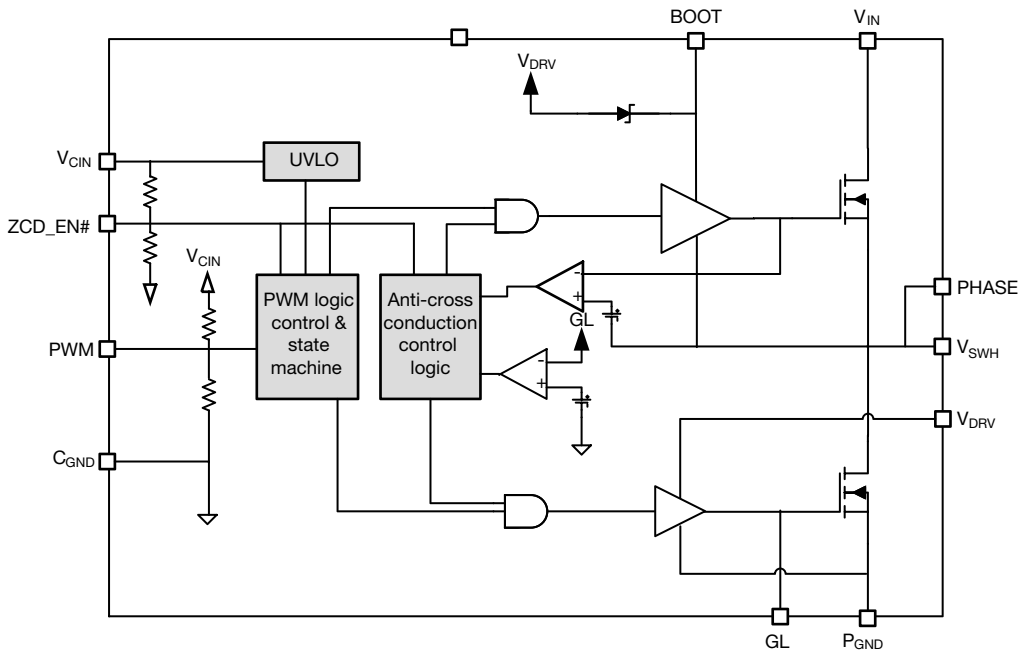 BOOT
VIN
VDRV
VCIN
UVLO
ZCD_EN#
VCIN
PHASE
PWM logic
control &
state
machine
Anti-cross
conduction
control
logic
-
+
GL
PWM
VSWH
-
+
VDRV
CGND
GL
PGND